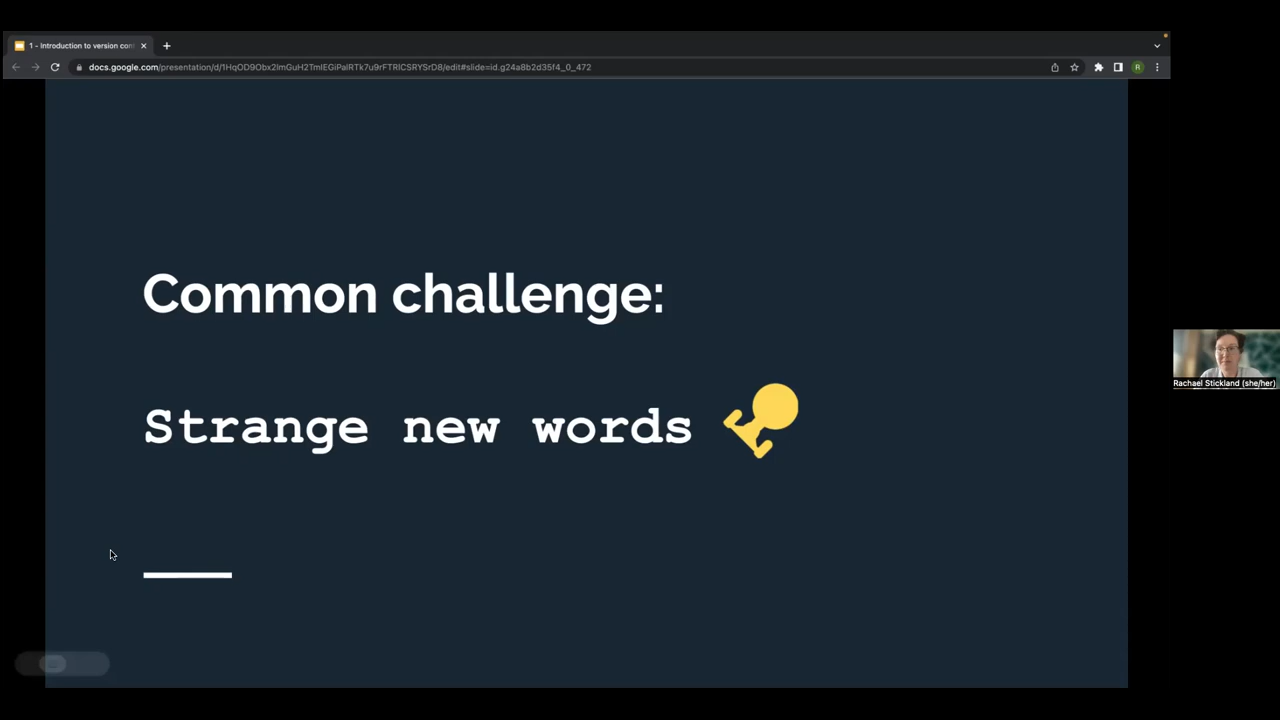 1 - Introduction to version con
docs.google.com/presentation/d/1HqOD9Obx2lmGuH2TmIEGiPalRTk7u9rFTRlCSRYSrD8/edit#slide=id.g24a8b2d35f4_0_472
R
Common challenge:
Strange new words
Rachael Stickland (she/her)